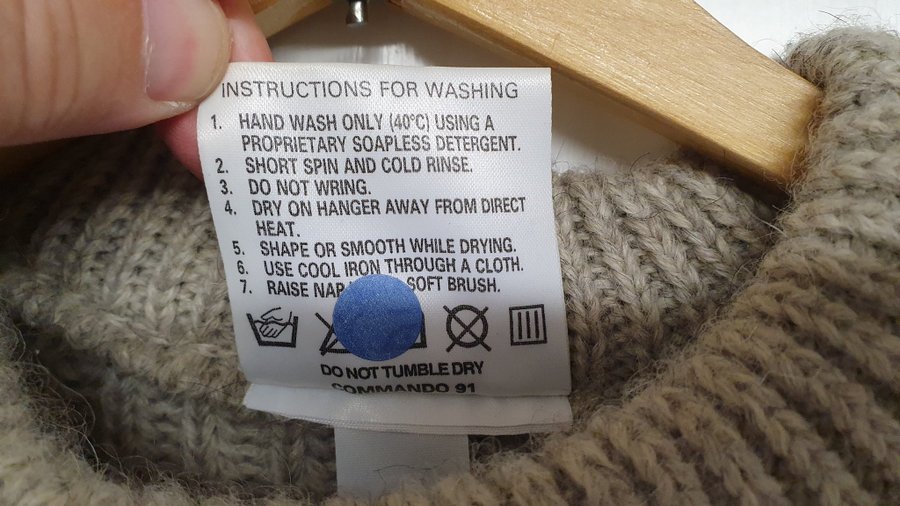 INSTRUCTIONS FOR WASHING
1. HAND WASH ONLY (40°C) USING A
PROPRIETARY SOAPLESS DETERGENT.
2. SHORT SPIN AND COLD RINSE.
3. DO NOT WRING.
4. DRY ON HANGER AWAY FROM DIRECT
HEAT.
5. SHAPE OR SMOOTH WHILE DRYING.
6. USE COOL IRON THROUGH A CLOTH.
7. RAISE NAP SOFT BRUSH.
DO NOT TUMBLE DRY
COMMANDO 91